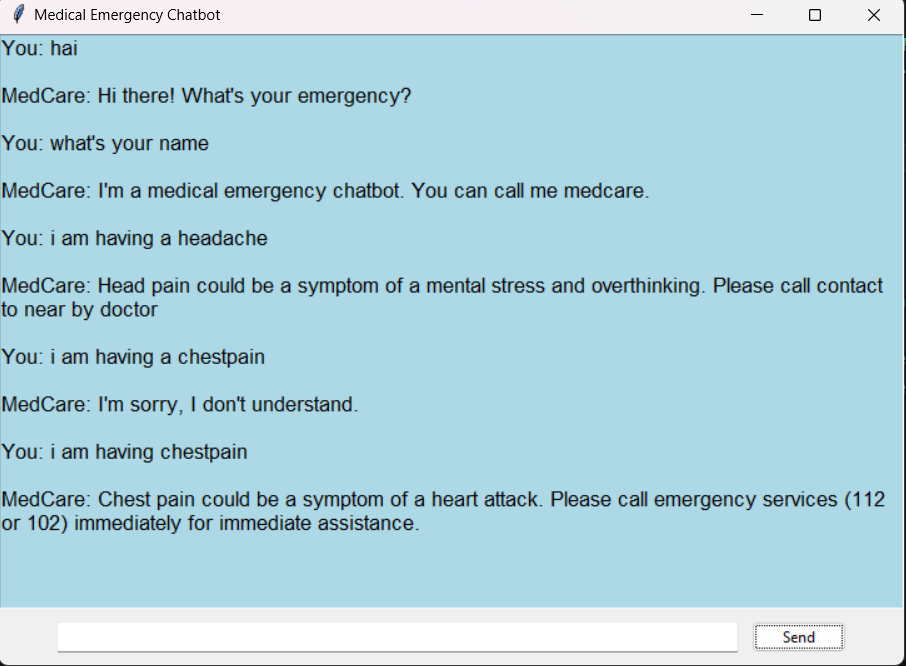 Medical Emergency Chatbot
You: hai
MedCare: Hi there! What's your emergency?
You: what's your name
MedCare: I'm a medical emergency chatbot. You can call me medcare.
You: i am having a headache
MedCare: Head pain could be a symptom of a mental stress and overthinking. Please call contact
to near by doctor
You: i am having a chestpain
MedCare: I'm sorry, I don't understand.
You: i am having chestpain
MedCare: Chest pain could be a symptom of a heart attack. Please call emergency services (112
or 102) immediately for immediate assistance.
Send